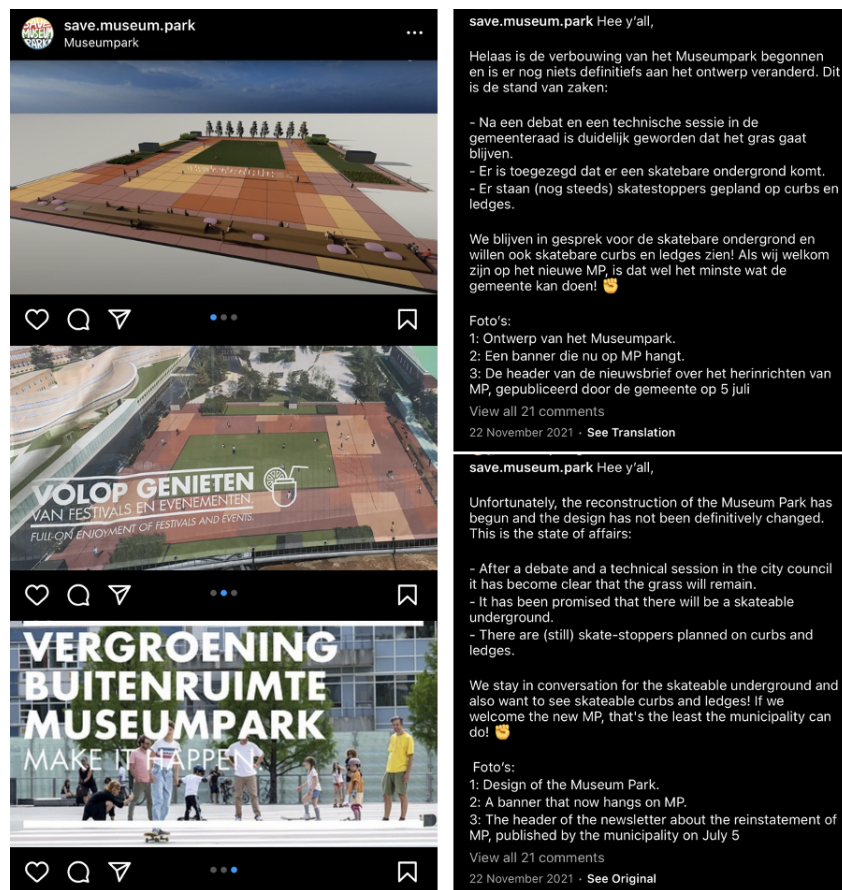 save.museum.park
Museumpark
SAVE
MUSEUM
PARK!
VOLOP GENIETEN
VAN FESTIVALS EN EVENEMENTEN.
FULL-ON ENJOYMENT OF FESTIVALS AND EVENTS.
VERGROENING
BUITENRUIMTE
MUSEUMPARK
MAKE IT HAPPEN.
save.museum.park Hee y'all,
Helaas is de verbouwing van het Museumpark begonnen
en is er nog niets definitiefs aan het ontwerp veranderd. Dit
is de stand van zaken:
- Na een debat en een technische sessie in de
gemeenteraad is duidelijk geworden dat het gras gaat
blijven.
- Er is toegezegd dat er een skatebare ondergrond komt.
- Er staan (nog steeds) skatestoppers gepland op curbs en
ledges.
We blijven in gesprek voor de skatebare ondergrond en
willen ook skatebare curbs en ledges zien! Als wij welkom
zijn op het nieuwe MP, is dat wel het minste wat de
gemeente kan doen! ✊
Foto's:
1: Ontwerp van het Museumpark.
2: Een banner die nu op MP hangt.
3: De header van de nieuwsbrief over het herinrichten van
MP, gepubliceerd door de gemeente op 5 juli
View all 21 comments
22 November 2021 · See Translation
save.museum.park Hee y'all,
Unfortunately, the reconstruction of the Museum Park has
begun and the design has not been definitively changed.
This is the state of affairs:
- After a debate and a technical session in the city council
it has become clear that the grass will remain.
- It has been promised that there will be a skateable
underground.
- There are (still) skate-stoppers planned on curbs and
ledges.
We stay in conversation for the skateable underground and
also want to see skateable curbs and ledges! If we
welcome the new MP, that's the least the municipality can
do! ✊
Foto's:
1: Design of the Museum Park.
2: A banner that now hangs on MP.
3: The header of the newsletter about the reinstatement of
MP, published by the municipality on July 5
View all 21 comments
22 November 2021 · See Original